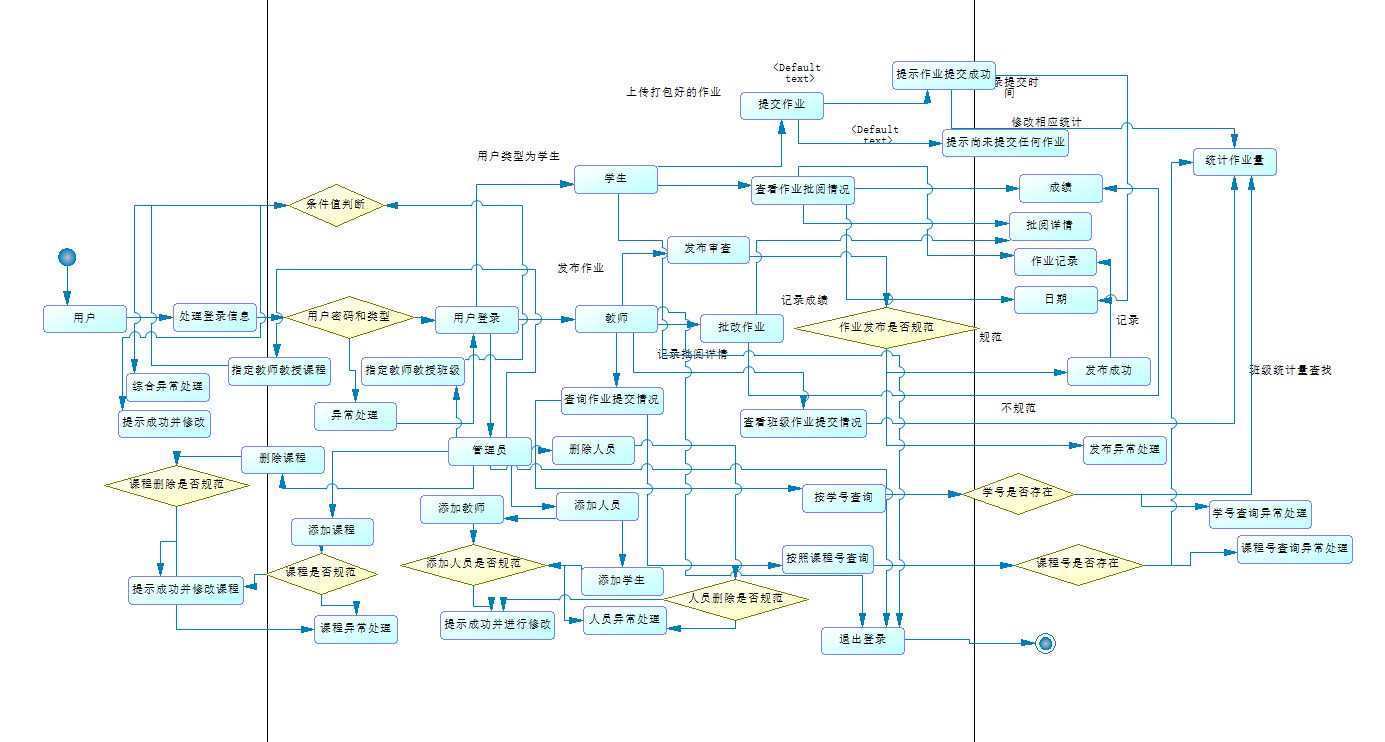 <Default
text>
提示作业提交成功
录提交时
间
上传打包好的作业
提交作业
修改相应统计
<Default
text>
提示尚未提交任何作业
用户类型为学生
统计作业量
学生
查看作业批阅情况
成绩
条件值判断
批阅详情
发布审查
作业记录
发布作业
记录成绩
日期
用户
处理登录信息
用户密码和类型
用户登录
教师
批改作业
作业发布是否规范
记录
规范
记录批阅详情
指定教师教授课程
指定教师教授班级
发布成功
班级统计量查找
综合异常处理
查询作业提交情况
不规范
异常处理
提示成功并修改
查看班级作业提交情况
管理员
删除人员
发布异常处理
删除课程
课程删除是否规范
按学号查询
学号是否存在
添加教师
添加人员
学号查询异常处理
添加课程
课程号查询异常处理
按照课程号查询
课程号是否存在
添加人员是否规范
课程是否规范
添加学生
提示成功并修改课程
人员删除是否规范
课程异常处理
提示成功并进行修改
人员异常处理
退出登录